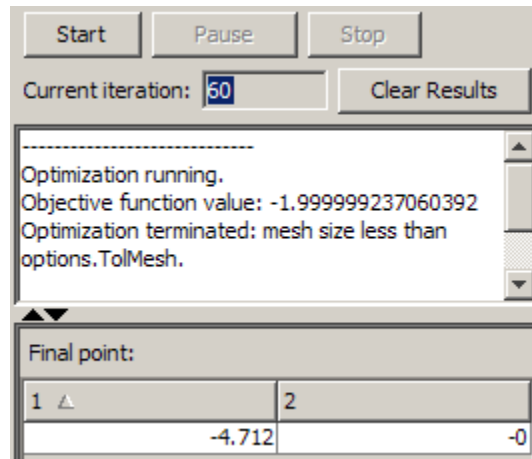 Start Pause Stop
Current iteration: 60 Clear Results
-----------------------------
Optimization running.
Objective function value: -1.999999237060392
Optimization terminated: mesh size less than
options.TolMesh.
Final point:
1 2
-4.712 -0